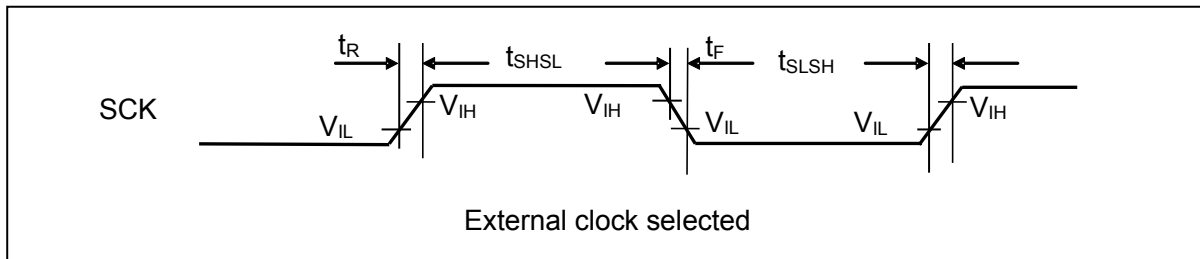 tR tSHSL tF tSLSH
SCK
VIH VIH VIH
VIL VIL VIL
External clock selected